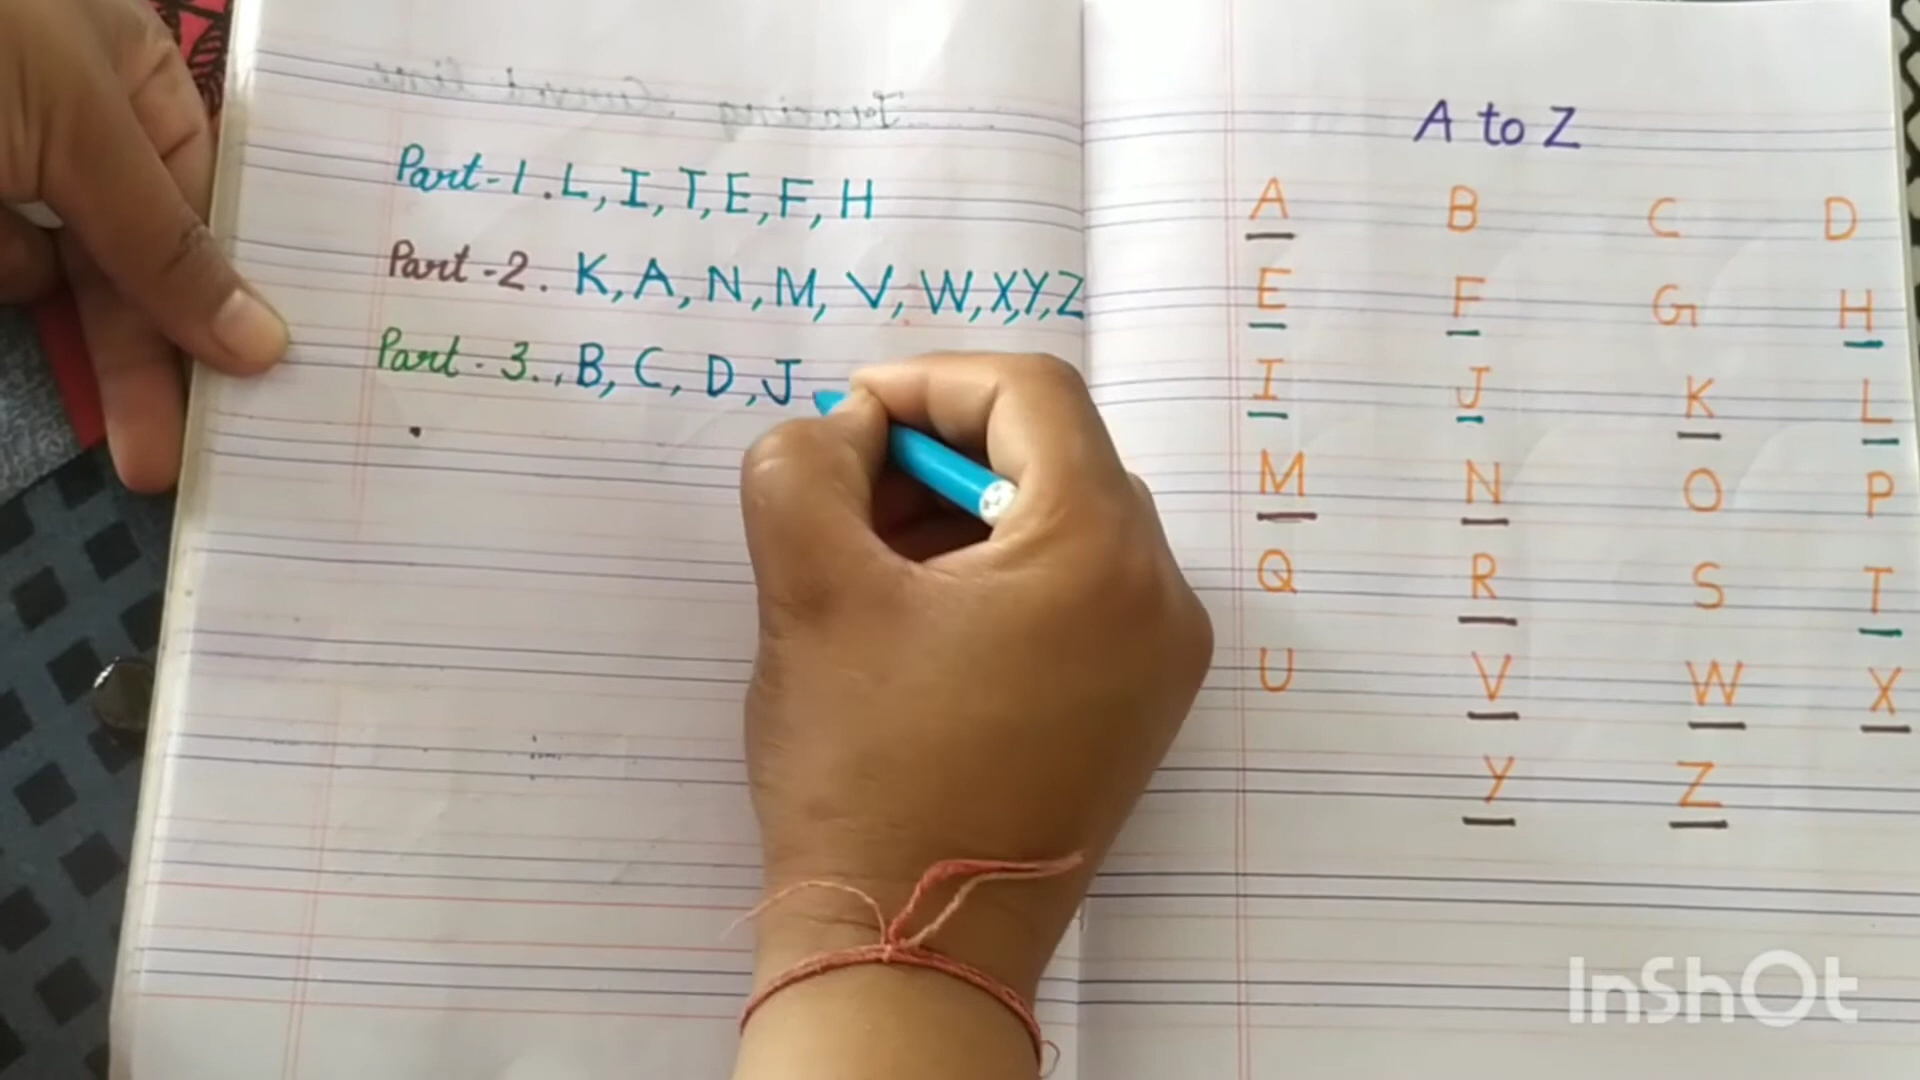 Part-1. L, I, T, E, F, H
Part-2. K, A, N, M, V, W, X, Y, Z
Part-3., B, C, D, J
A to Z
A B C D
E F G H
I J K L
M N O P
Q R S T
U V W X
Y Z
InShOt